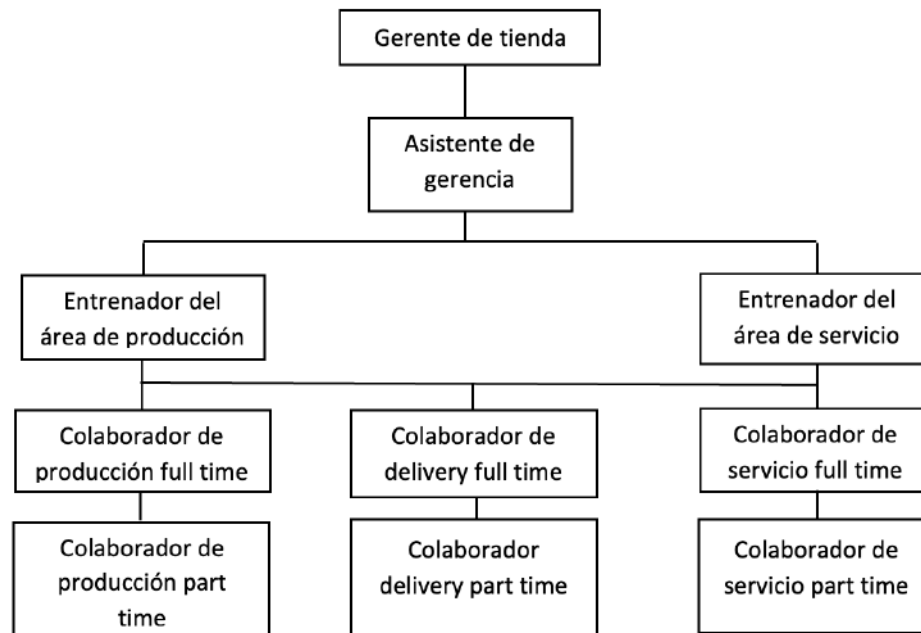 Gerente de tienda
Asistente de
gerencia
Entrenador del
área de producción
Entrenador del
área de servicio
Colaborador de
producción full time
Colaborador de
delivery full time
Colaborador de
servicio full time
Colaborador de
producción part
time
Colaborador
delivery part time
Colaborador de
servicio part time